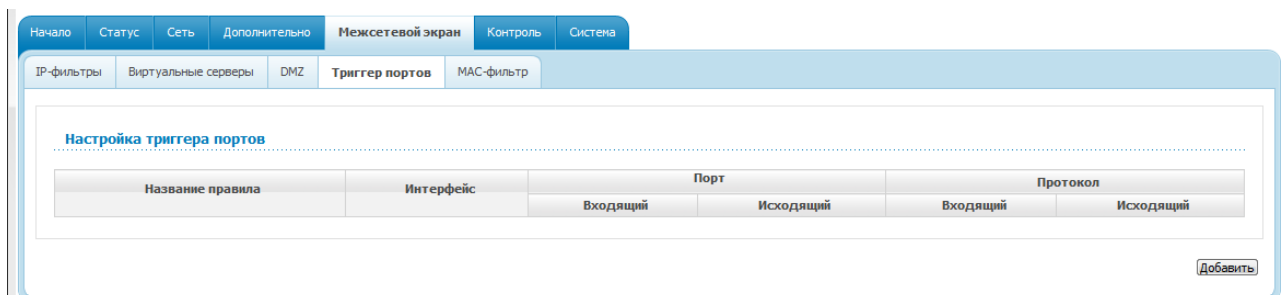 Начало Статус Сеть Дополнительно Межсетевой экран Контроль Система
IP-фильтры Виртуальные серверы DMZ Триггер портов MAC-фильтр
Настройка триггера портов
Название правила Интерфейс Порт Протокол
Входящий Исходящий Входящий Исходящий
Добавить